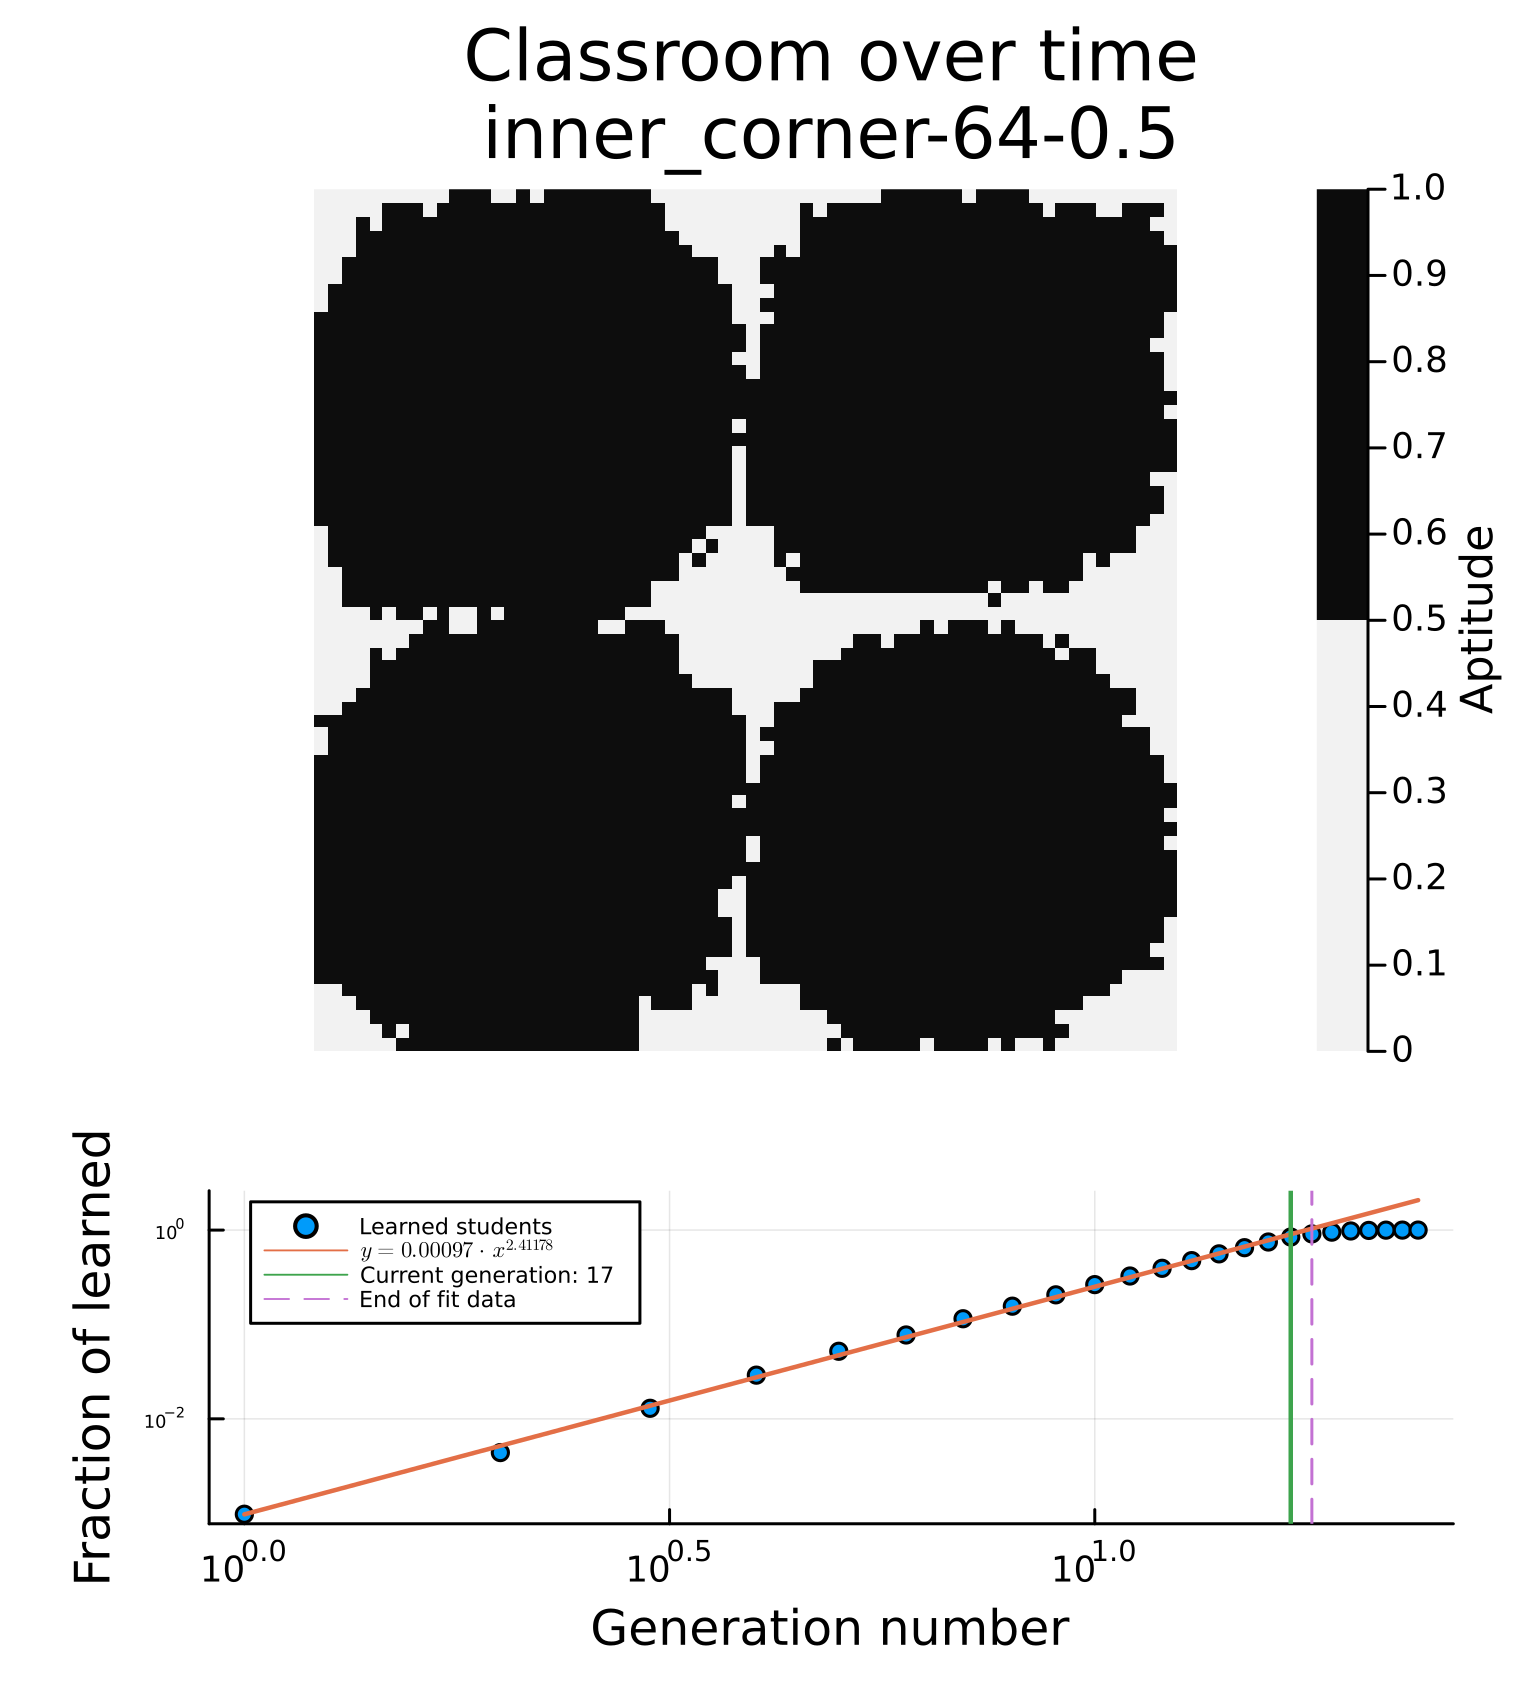 Classroom over time
inner_corner-64-0.5
1.0
0.9
0.8
0.7
0.6
0.5
0.4
0.3
0.2
0.1
0
Aptitude
Fraction of learned
10⁰
10⁻²
Learned students
y = 0.00097 · x^{2.41178}
Current generation: 17
End of fit data
10^{0.0}
10^{0.5}
10^{1.0}
Generation number